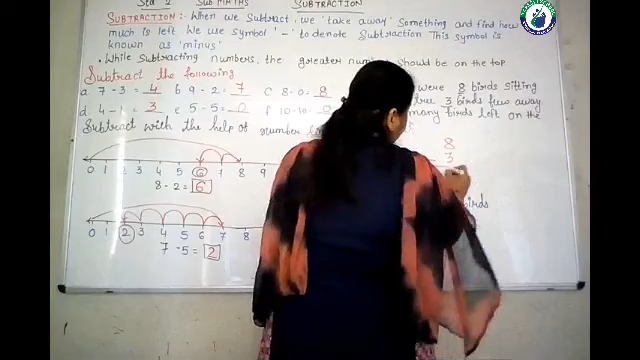 Std 1 Sub MATHS SUBTRACTION
SUBTRACTION :- When we Subtract, we 'take away' Something and find how
much is left We use symbol '-' to denote Subtraction This symbol is
known as 'minus'
• While subtracting numbers, the greater number should be on the top
Subtract the following
a 7-3 = 4 b 9-2 = 7 c 8-0 = 8
d 4-1 = 3 e 5-5 = 0 f 10-10 = 0
were 8 birds sitting
tree 3 birds flew away
many birds left on the
Subtract with the help of number
0 1 2 3 4 5 6 7 8 9
8-2 = 6
8
3
birds
0 1 2 3 4 5 6 7 8
7-5 = 2